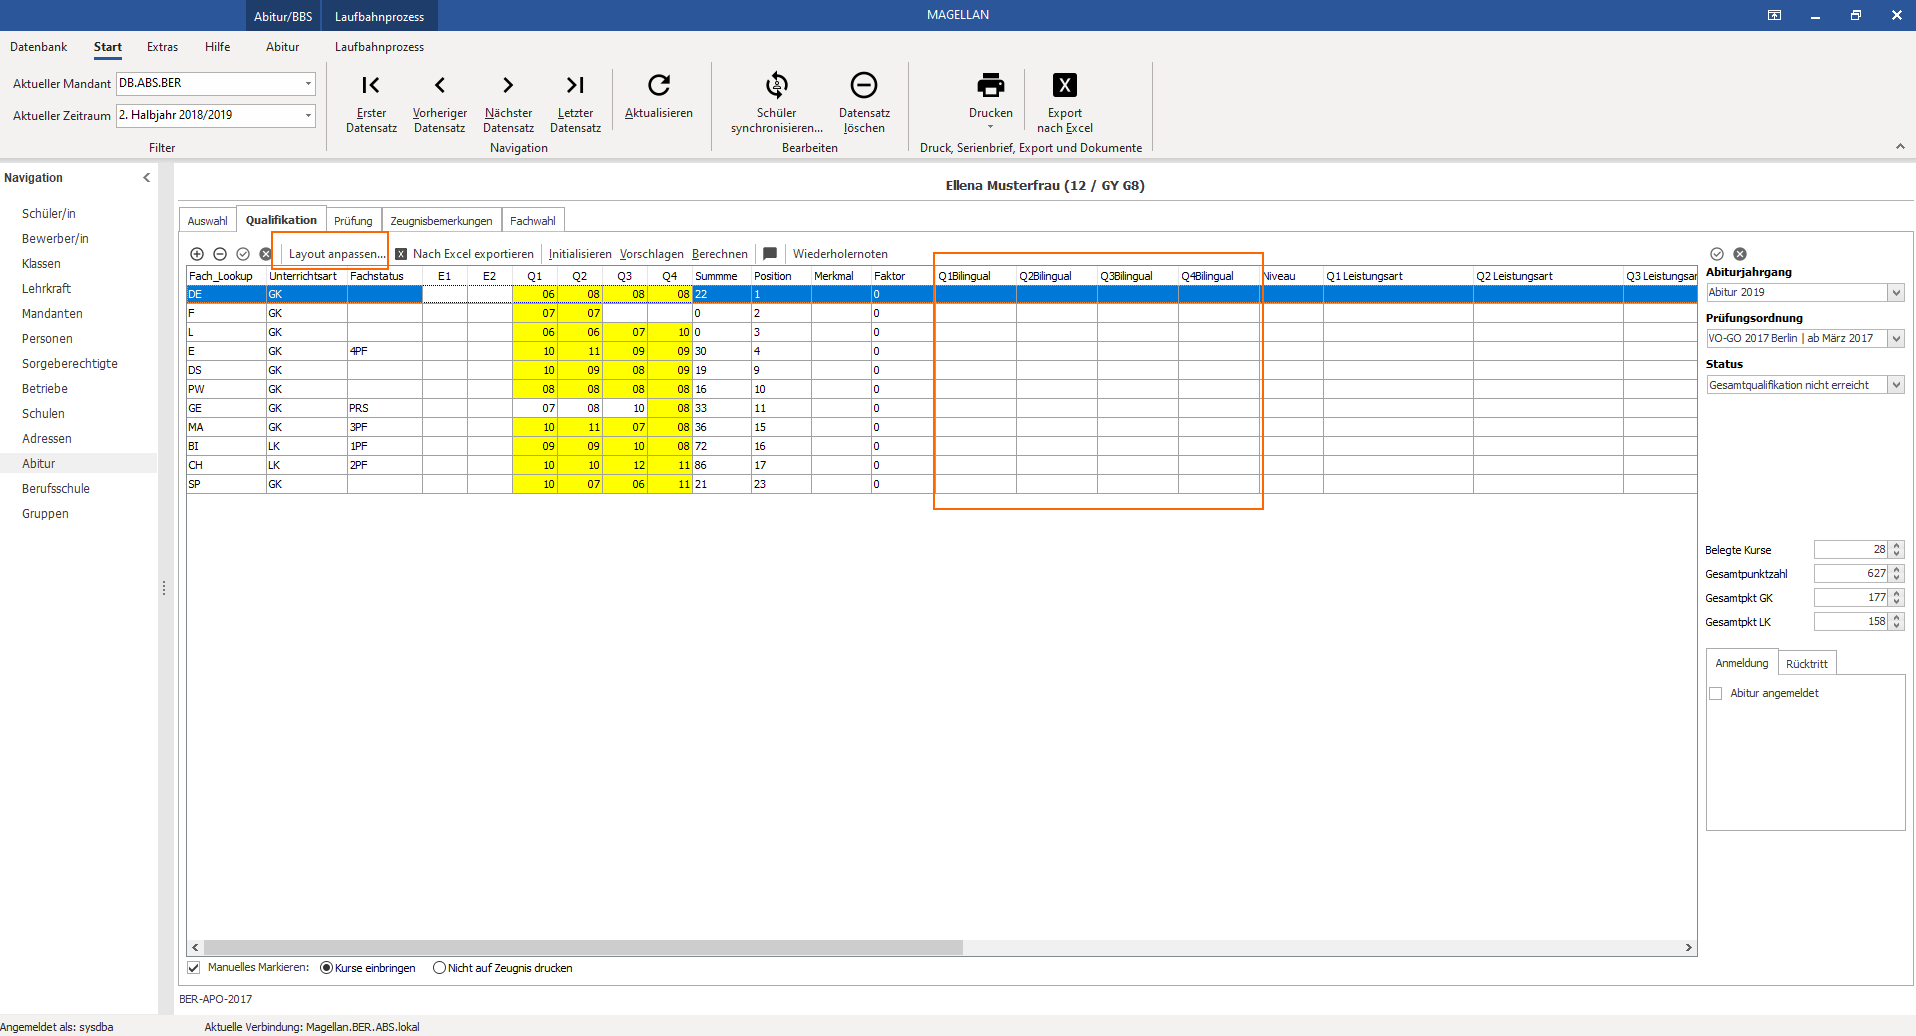 Abitur/BBS Laufbahnprozess MAGELLAN
Datenbank Start Extras Hilfe Abitur Laufbahnprozess
Aktueller Mandant DB.ABS.BER
Aktueller Zeitraum 2. Halbjahr 2018/2019
Filter
Erster Datensatz
Vorheriger Datensatz
Nächster Datensatz
Letzter Datensatz
Aktualisieren
Navigation
Schüler synchronisieren...
Datensatz löschen
Bearbeiten
Drucken
Export nach Excel
Druck, Serienbrief, Export und Dokumente
Navigation
Schüler/in
Bewerber/in
Klassen
Lehrkraft
Mandanten
Personen
Sorgeberechtigte
Betriebe
Schulen
Adressen
Abitur
Berufsschule
Gruppen
Ellena Musterfrau (12 / GY G8)
Auswahl Qualifikation Prüfung Zeugnisbemerkungen Fachwahl
Layout anpassen... Nach Excel exportieren Initialisieren Vorschlagen Berechnen Wiederholernoten
Fach_Lookup Unterrichtsart Fachstatus E1 E2 Q1 Q2 Q3 Q4 Summme Position Merkmal Faktor Q1Bilingual Q2Bilingual Q3Bilingual Q4Bilingual Niveau Q1 Leistungsart Q2 Leistungsart Q3 Leistungsar
DE GK 06 08 08 08 22 1 0
F GK 07 07 0 2 0
L GK 06 06 07 10 0 3 0
E GK 4PF 10 11 09 09 30 4 0
DS GK 10 09 08 09 19 9 0
PW GK 08 08 08 08 16 10 0
GE GK PRS 07 08 10 08 33 11 0
MA GK 3PF 10 11 07 08 36 15 0
BI LK 1PF 09 09 10 08 72 16 0
CH LK 2PF 10 10 12 11 86 17 0
SP GK 10 07 06 11 21 23 0
Manuelles Markieren: Kurse einbringen Nicht auf Zeugnis drucken
Abiturjahrgang
Abitur 2019
Prüfungsordnung
VO-GO 2017 Berlin | ab März 2017
Status
Gesamtqualifikation nicht erreicht
Belegte Kurse 28
Gesamtpunktzahl 627
Gesamtpkt GK 177
Gesamtpkt LK 158
Anmeldung Rücktritt
Abitur angemeldet
BER-APO-2017
Angemeldet als: sysdba Aktuelle Verbindung: Magellan.BER.ABS.lokal